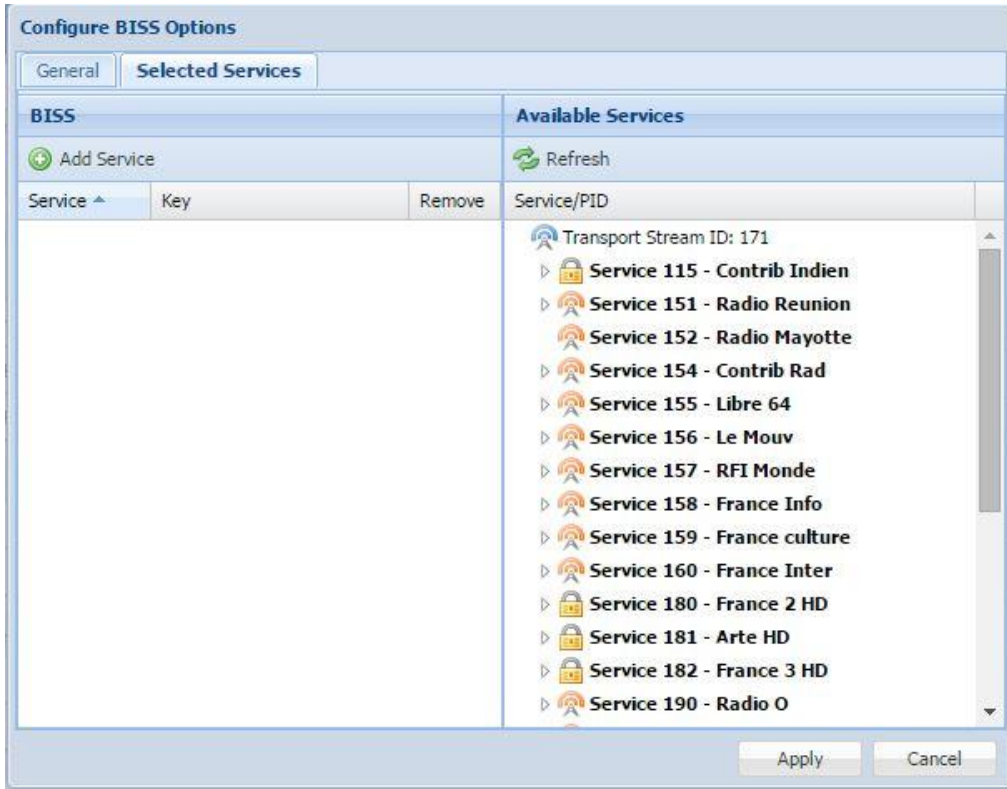 Configure BISS Options
General Selected Services
BISS
Add Service
Service Key Remove
Available Services
Refresh
Service/PID
Transport Stream ID: 171
Service 115 - Contrib Indien
Service 151 - Radio Reunion
Service 152 - Radio Mayotte
Service 154 - Contrib Rad
Service 155 - Libre 64
Service 156 - Le Mouv
Service 157 - RFI Monde
Service 158 - France Info
Service 159 - France culture
Service 160 - France Inter
Service 180 - France 2 HD
Service 181 - Arte HD
Service 182 - France 3 HD
Service 190 - Radio O
Apply Cancel